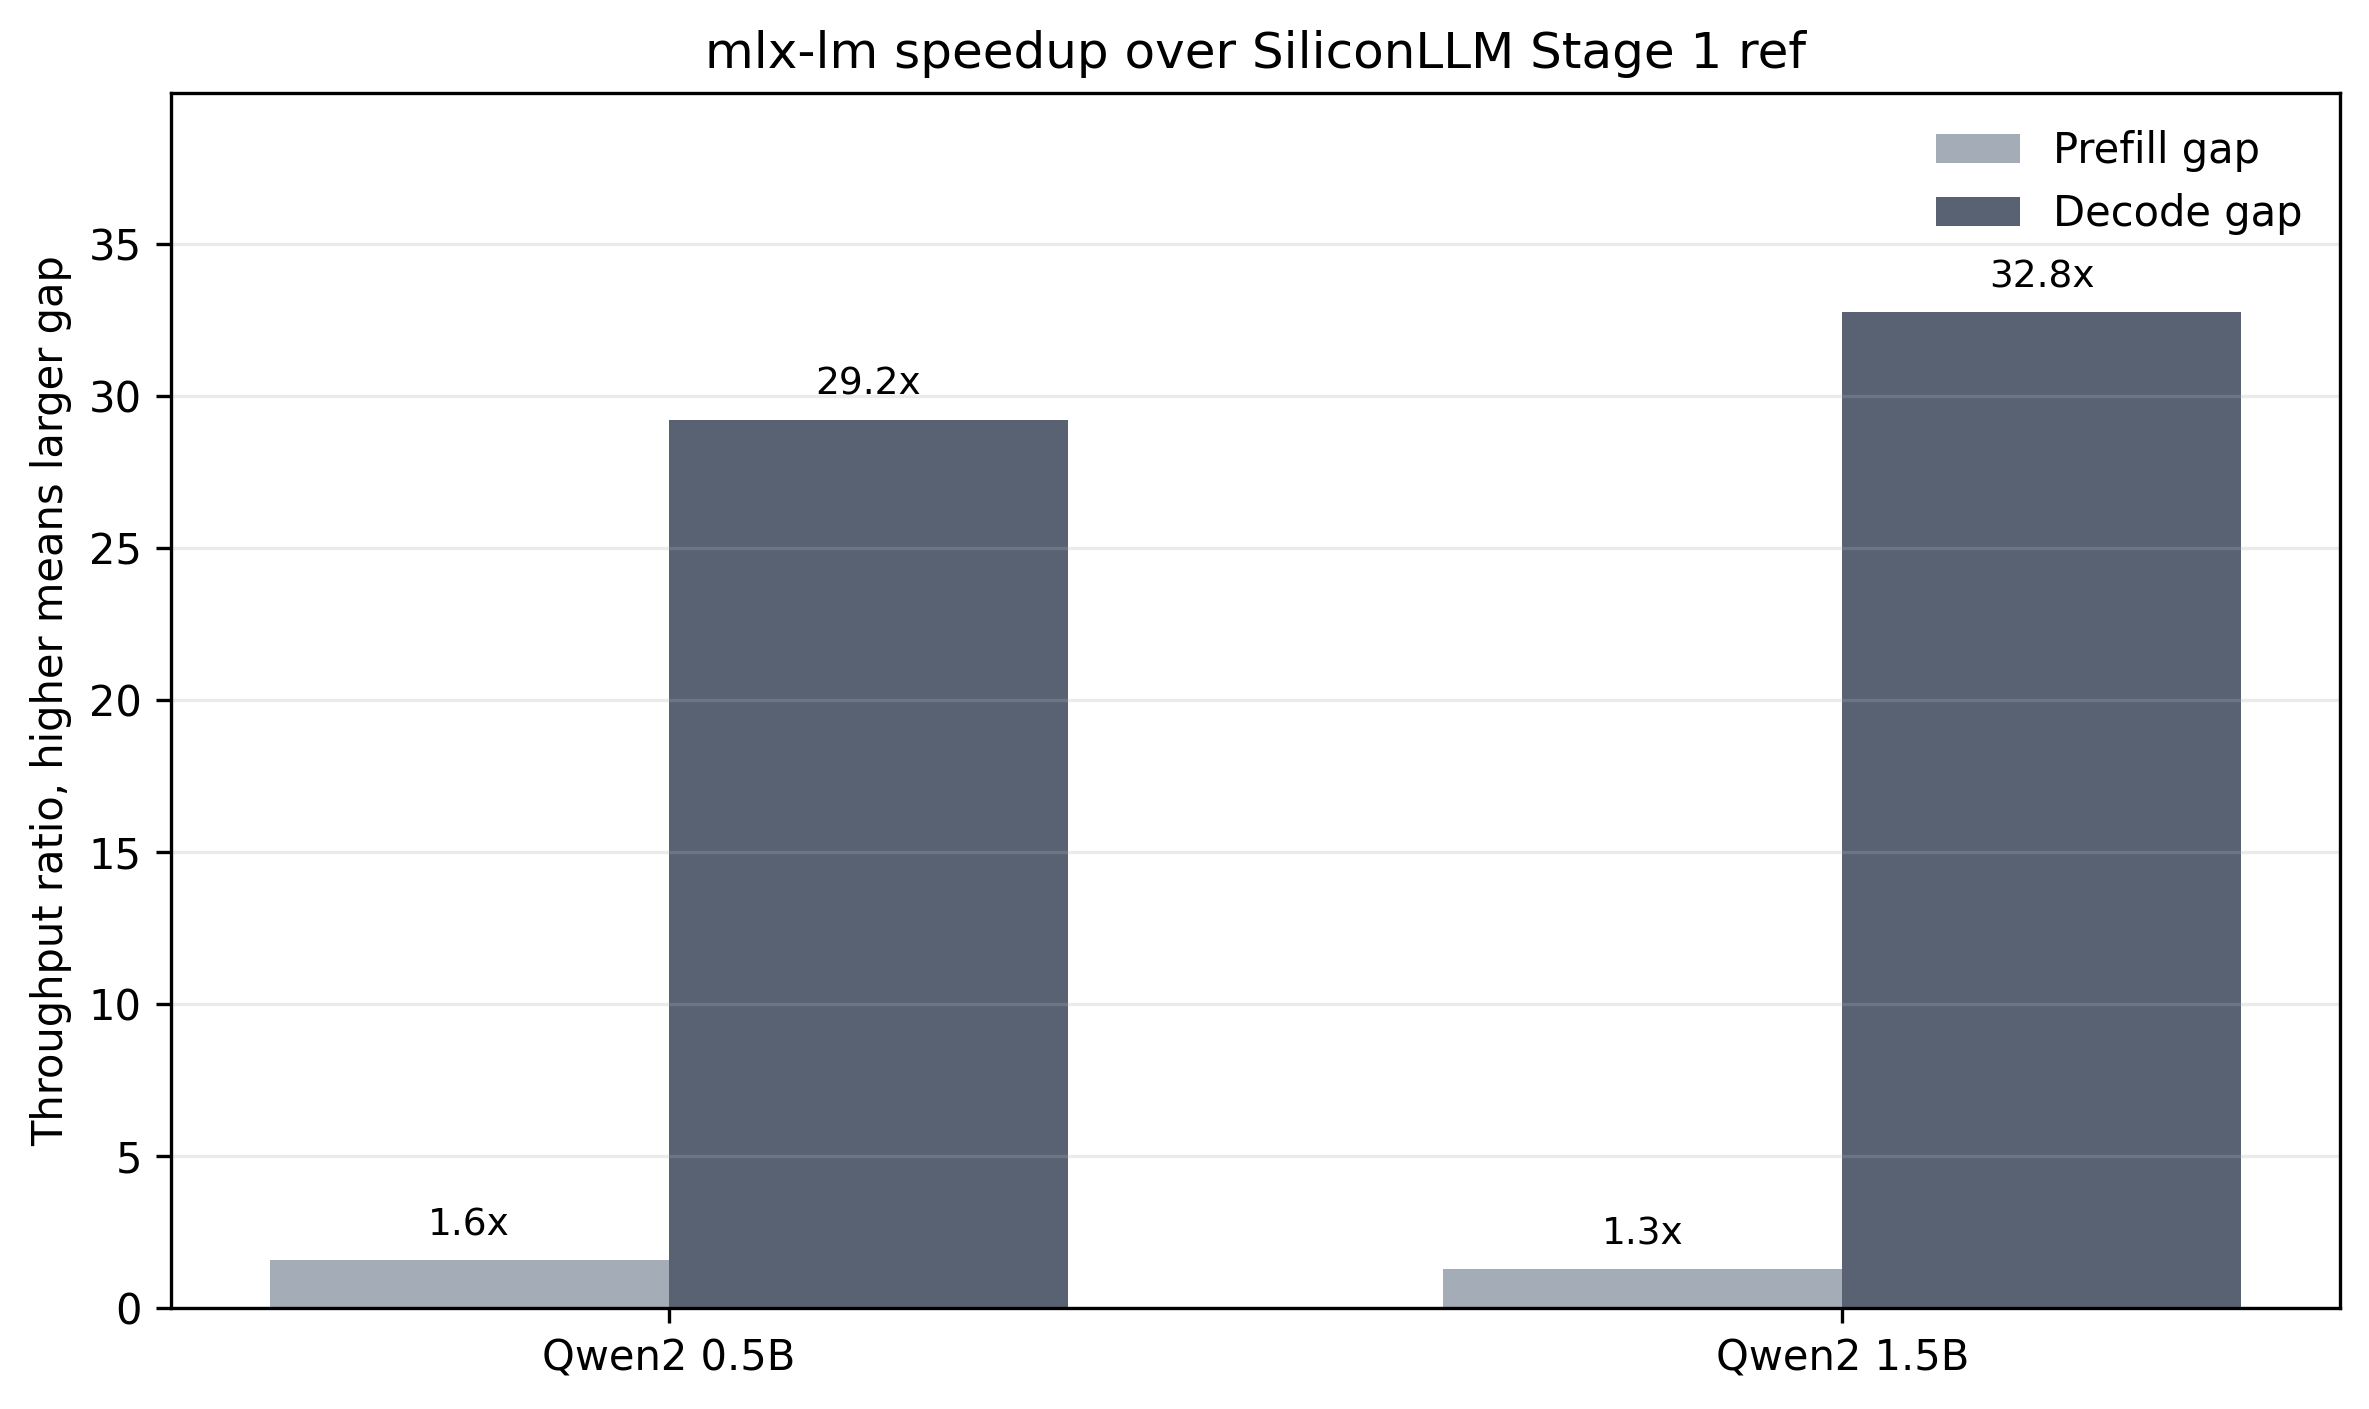 mlx-lm speedup over SiliconLLM Stage 1 ref
Throughput ratio, higher means larger gap
Prefill gap
Decode gap
35
30
25
20
15
10
5
0
1.6x
29.2x
1.3x
32.8x
Qwen2 0.5B
Qwen2 1.5B